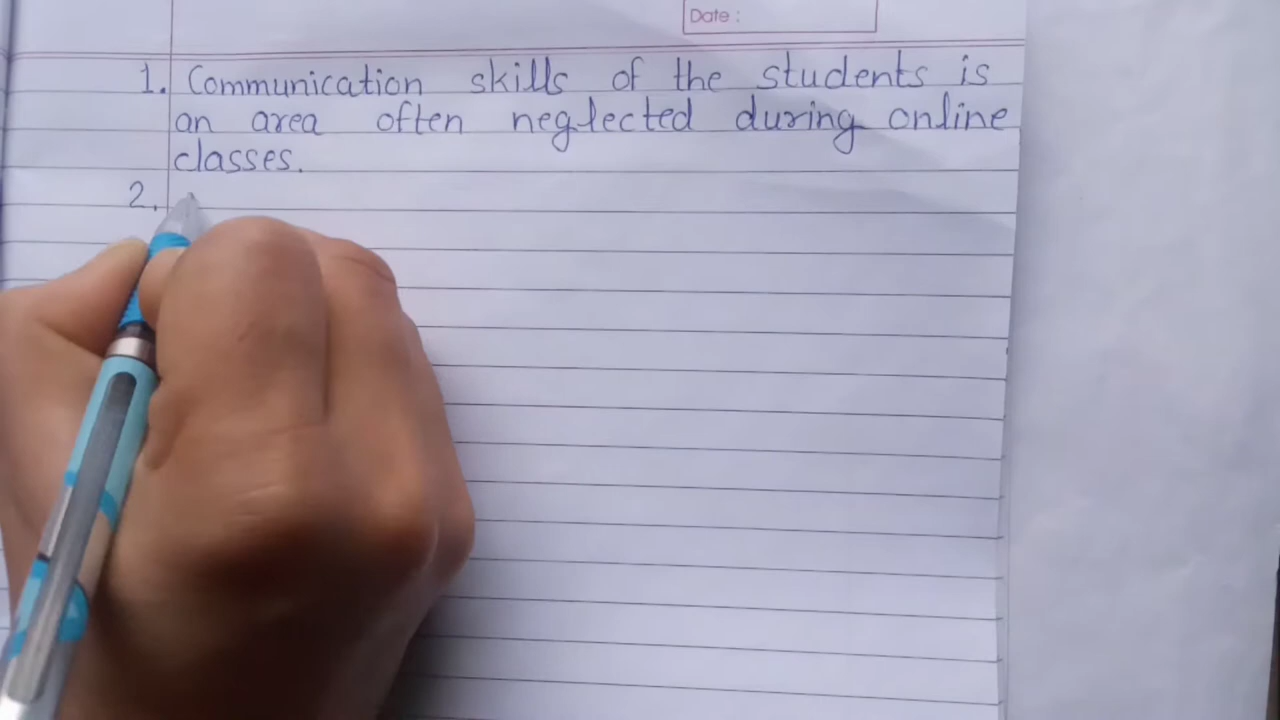 Date :
1. Communication skills of the students is
an area often neglected during online
classes.
2.